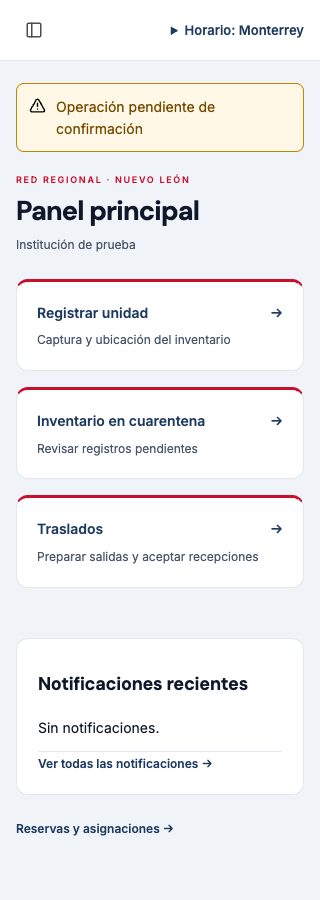 Horario: Monterrey
Operación pendiente de
confirmación
RED REGIONAL · NUEVO LEÓN
Panel principal
Institución de prueba
Registrar unidad →
Captura y ubicación del inventario
Inventario en cuarentena →
Revisar registros pendientes
Traslados →
Preparar salidas y aceptar recepciones
Notificaciones recientes
Sin notificaciones.
Ver todas las notificaciones →
Reservas y asignaciones →